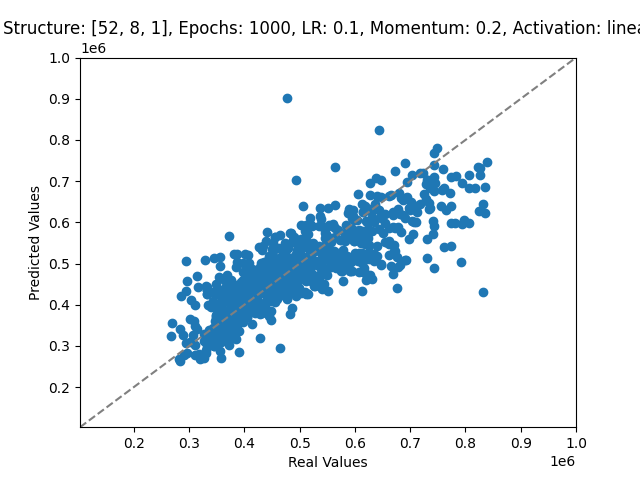 Structure: [52, 8, 1], Epochs: 1000, LR: 0.1, Momentum: 0.2, Activation: linea
1e6
1.0
0.9
0.8
0.7
0.6
0.5
0.4
0.3
0.2
Predicted Values
0.2 0.3 0.4 0.5 0.6 0.7 0.8 0.9 1.0
Real Values
1e6